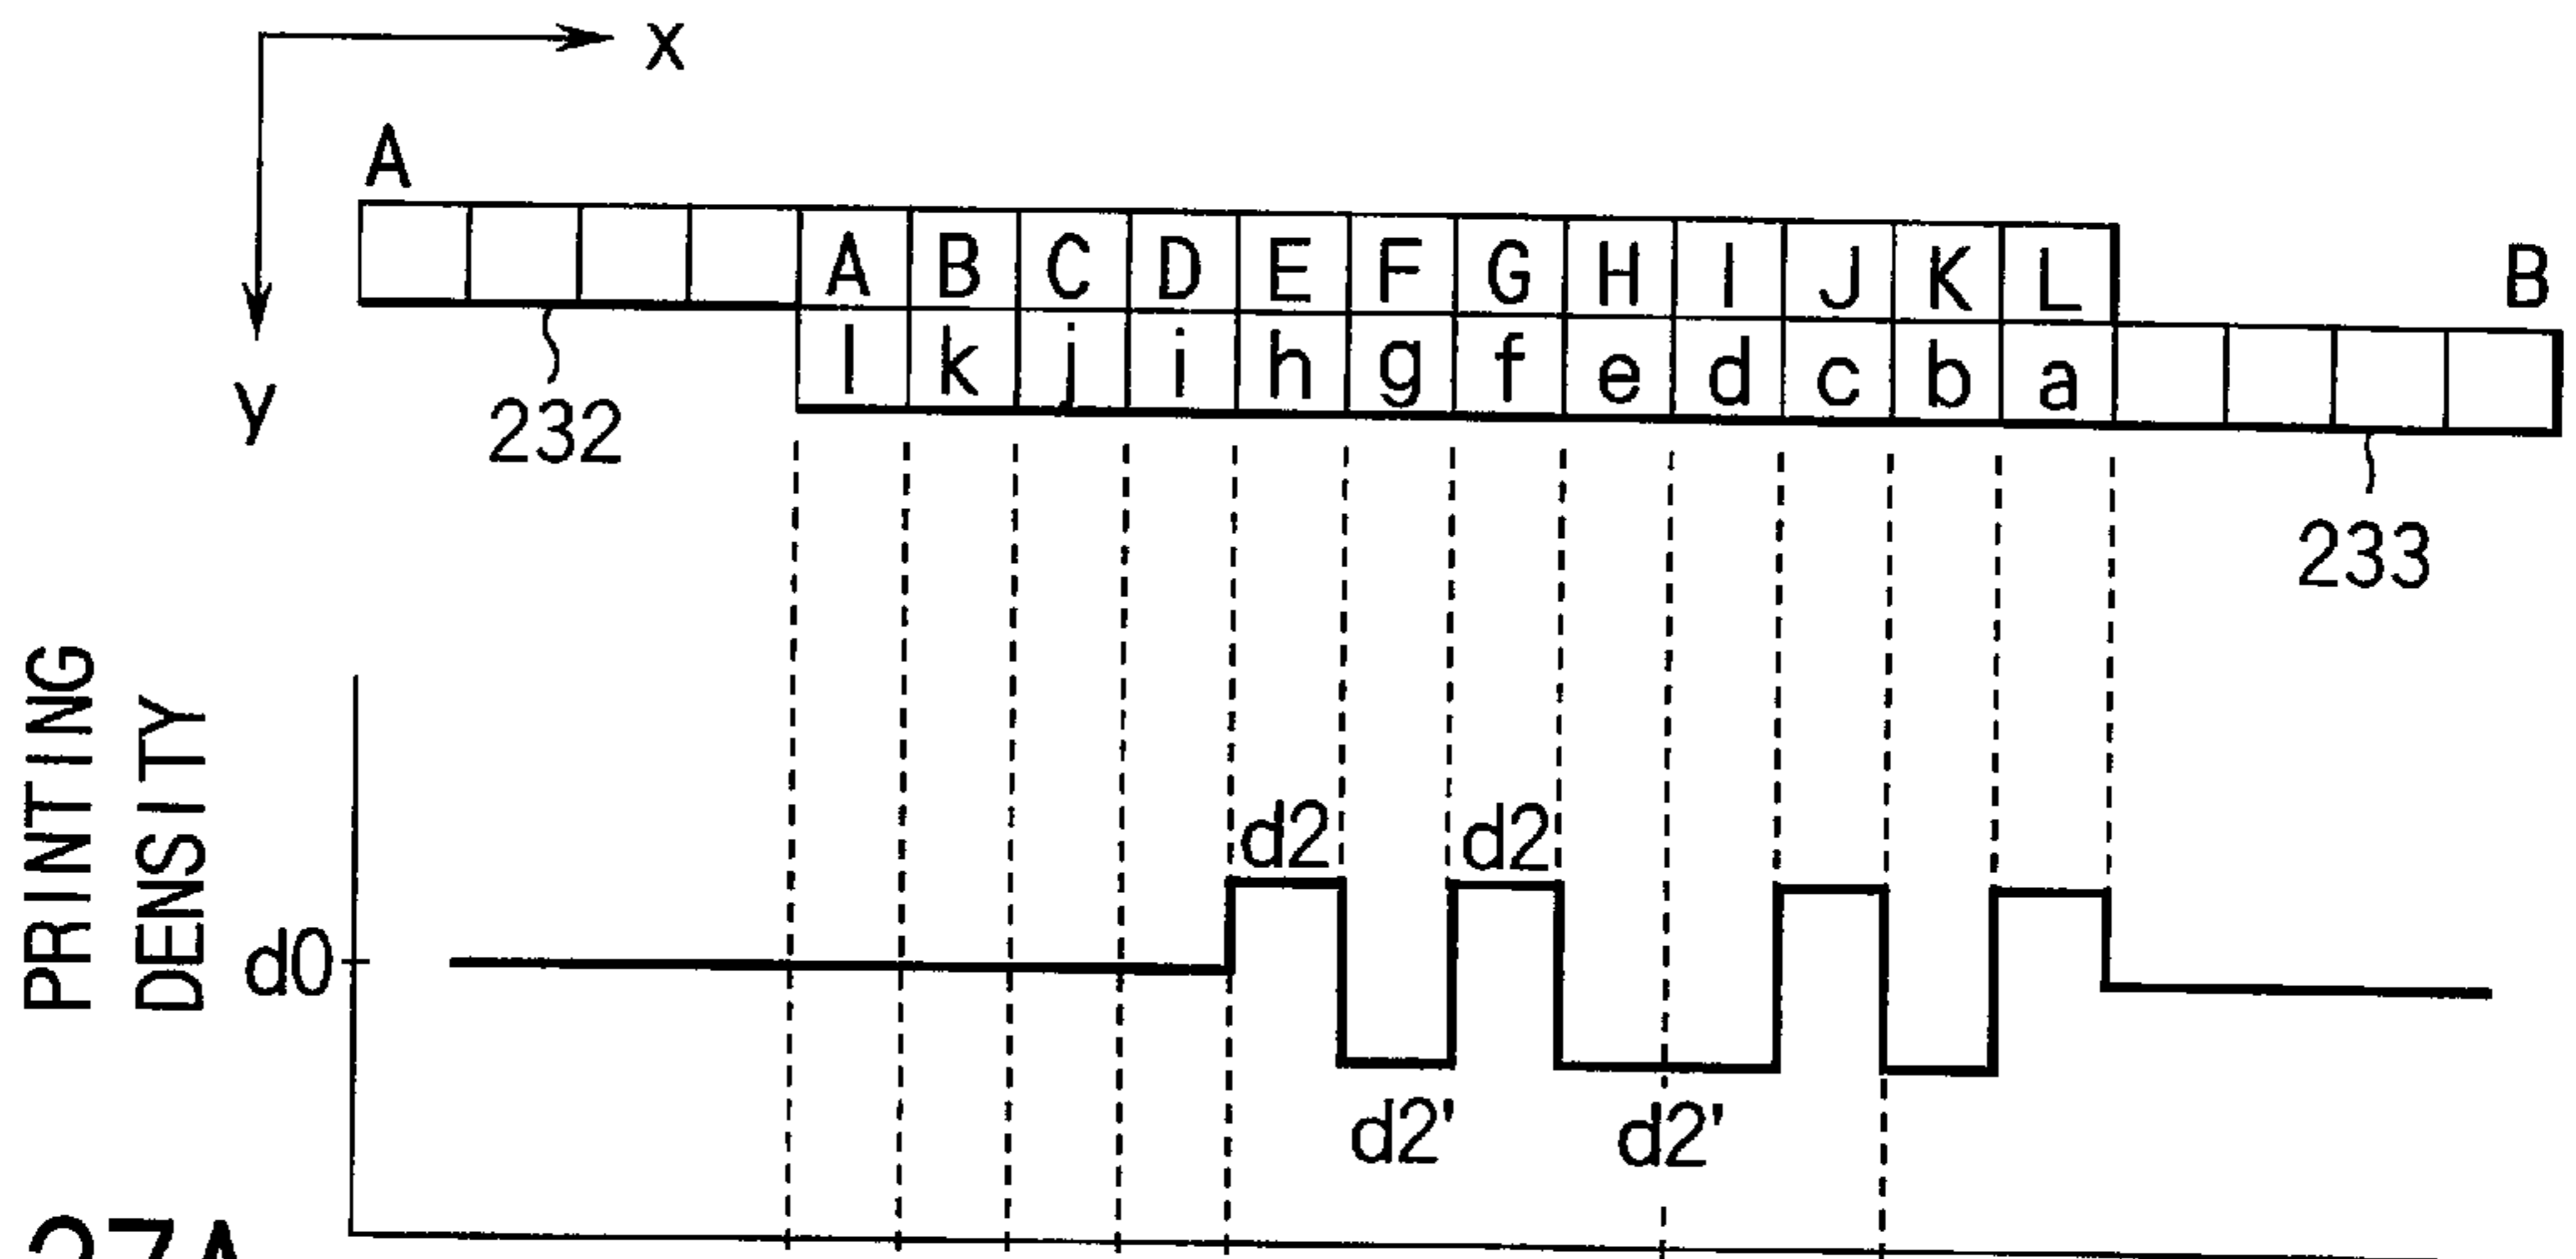 x
A
A B C D E F G H I J K L B
l k j i h g f e d c b a
y
232
233
PRINTING
DENSITY
d2 d2
d0
d2' d2'
27A